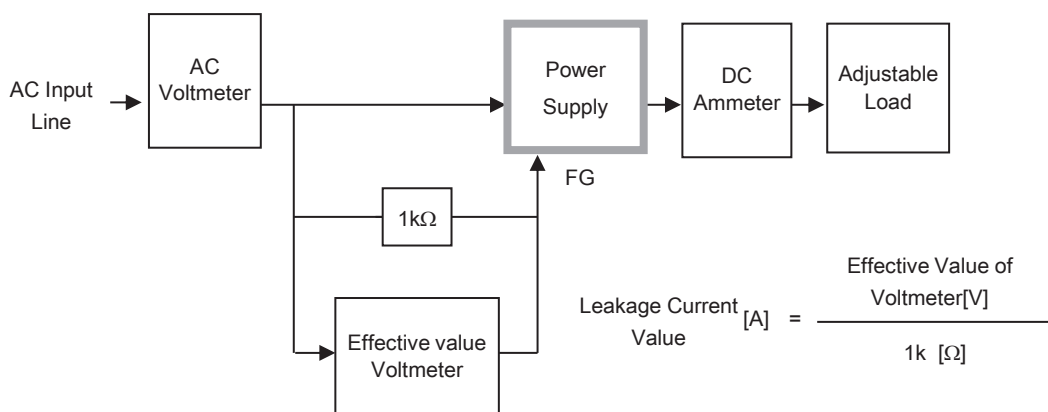 AC Input
Line
AC
Voltmeter
Power
Supply
DC
Ammeter
Adjustable
Load
FG
1kΩ
Effective value
Voltmeter
Leakage Current [A] =
Value
Effective Value of
Voltmeter[V]
1k [Ω]